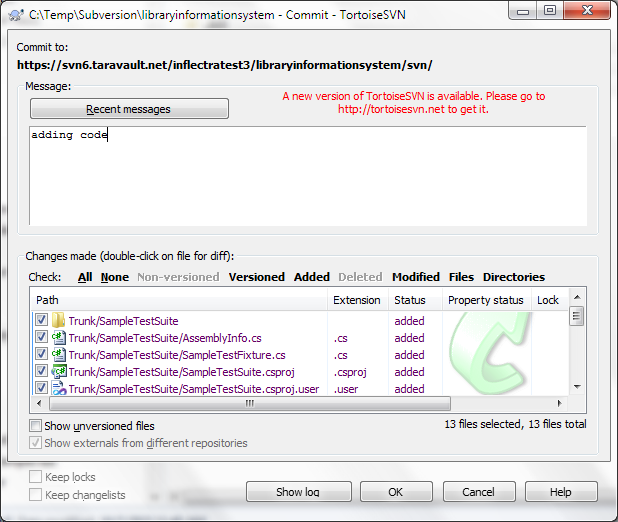 C:\Temp\Subversion\libraryinformationsystem - Commit - TortoiseSVN
Commit to:
https://svn6.taravault.net/inflectratest3/libraryinformationsystem/svn/
Message:
Recent messages
A new version of TortoiseSVN is available. Please go to
http://tortoisesvn.net to get it.
adding code
Changes made (double-click on file for diff):
Check: All None Non-versioned Versioned Added Deleted Modified Files Directories
Path Extension Status Property status Lock
Trunk/SampleTestSuite added
Trunk/SampleTestSuite/AssemblyInfo.cs .cs added
Trunk/SampleTestSuite/SampleTestFixture.cs .cs added
Trunk/SampleTestSuite/SampleTestSuite.csproj .csproj added
Trunk/SampleTestSuite/SampleTestSuite.csproj.user .user added
Show unversioned files
13 files selected, 13 files total
Show externals from different repositories
Keep locks
Keep changelists
Show log OK Cancel Help